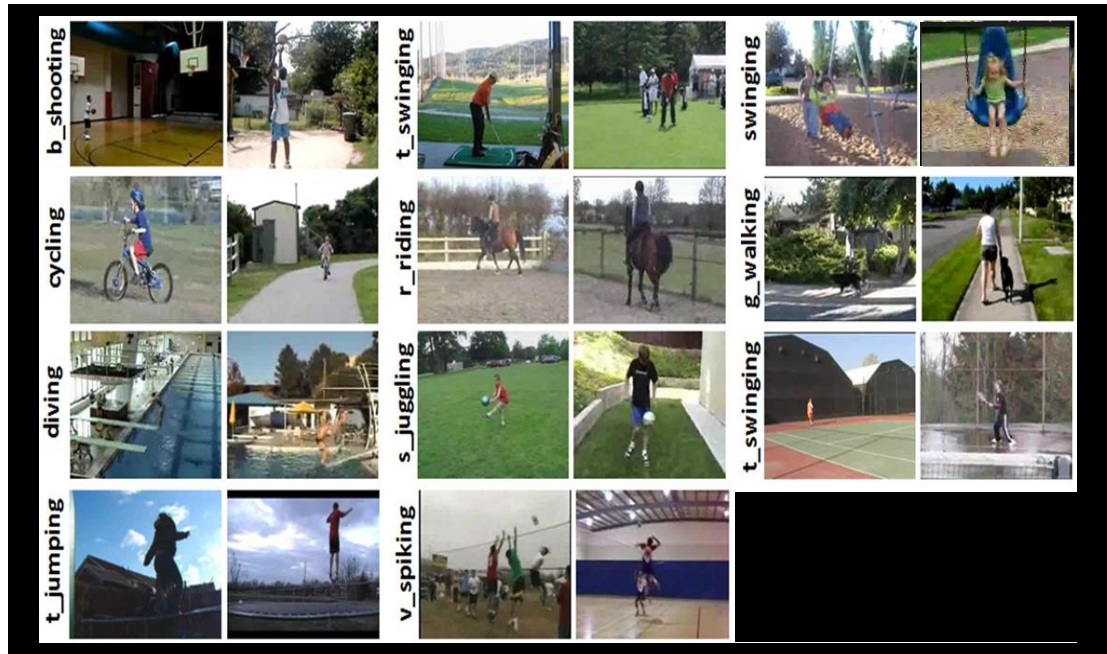 b_shooting
t_swinging
swinging
cycling
r_riding
g_walking
diving
s_juggling
t_swinging
t_jumping
v_spiking